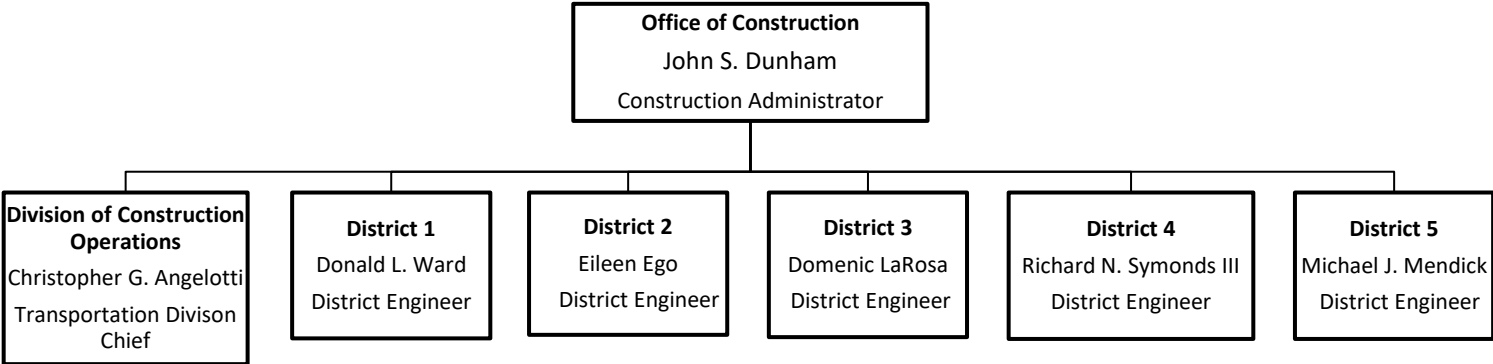 Office of Construction
John S. Dunham
Construction Administrator
Division of Construction
Operations
Christopher G. Angelotti
Transportation Divison
Chief
District 1
Donald L. Ward
District Engineer
District 2
Eileen Ego
District Engineer
District 3
Domenic LaRosa
District Engineer
District 4
Richard N. Symonds III
District Engineer
District 5
Michael J. Mendick
District Engineer